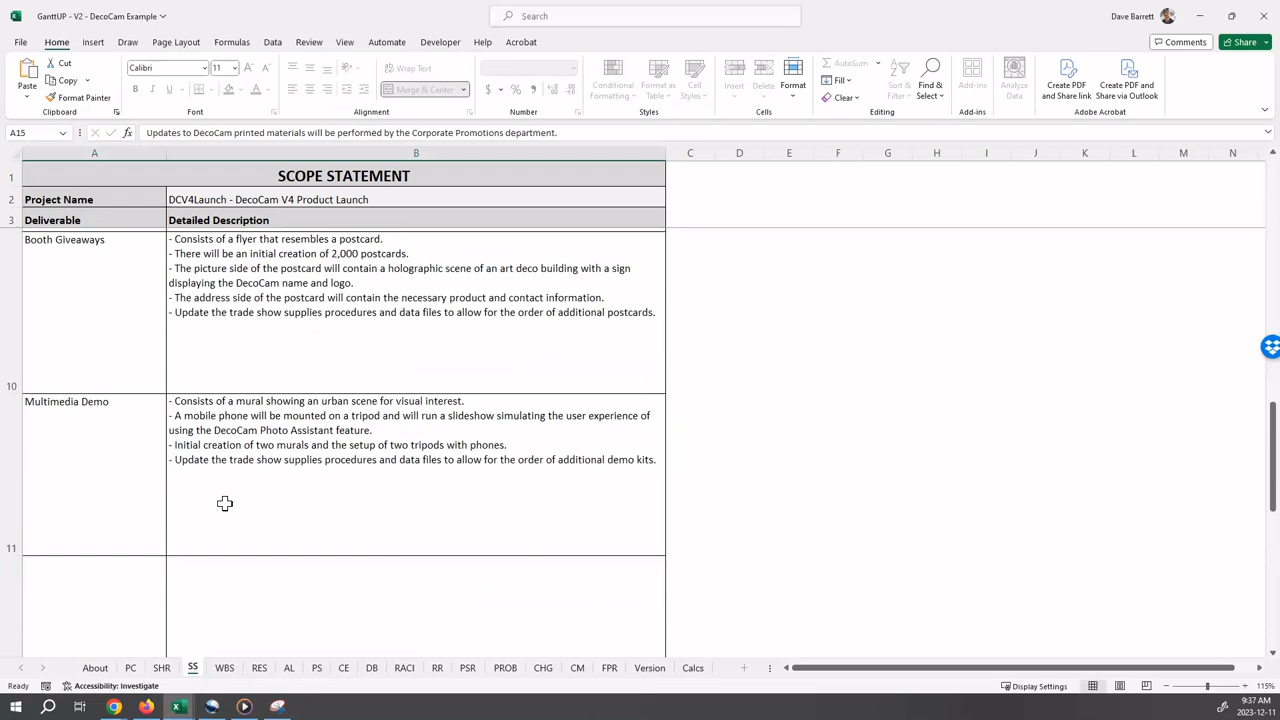 GanttUP - V2 - DecoCam Example
Search
Dave Barrett
File Home Insert Draw Page Layout Formulas Data Review View Automate Developer Help Acrobat
Comments Share
Paste
Cut
Copy
Format Painter
Clipboard
Calibri 11
B I U
Font
Wrap Text
Merge & Center
Alignment
$ % ,
Number
Conditional Formatting
Format as Table
Cell Styles
Styles
Insert Delete Format
Cells
AutoSum
Fill
Clear
Sort & Filter
Find & Select
Editing
Add-ins
Add-ins
Analyze Data
Create PDF and Share link
Create PDF and Share via Outlook
Adobe Acrobat
A15
fx
Updates to DecoCam printed materials will be performed by the Corporate Promotions department.
A B C D E F G H I J K L M N
1 SCOPE STATEMENT
2 Project Name DCV4Launch - DecoCam V4 Product Launch
3 Deliverable Detailed Description
Booth Giveaways
- Consists of a flyer that resembles a postcard.
- There will be an initial creation of 2,000 postcards.
- The picture side of the postcard will contain a holographic scene of an art deco building with a sign
displaying the DecoCam name and logo.
- The address side of the postcard will contain the necessary product and contact information.
- Update the trade show supplies procedures and data files to allow for the order of additional postcards.
10
Multimedia Demo
- Consists of a mural showing an urban scene for visual interest.
- A mobile phone will be mounted on a tripod and will run a slideshow simulating the user experience of
using the DecoCam Photo Assistant feature.
- Initial creation of two murals and the setup of two tripods with phones.
- Update the trade show supplies procedures and data files to allow for the order of additional demo kits.
11
About PC SHR SS WBS RES AL PS CE DB RACI RR PSR PROB CHG CM FPR Version Calcs
Ready Accessibility: Investigate Display Settings 115%
9:37 AM
2023-12-11